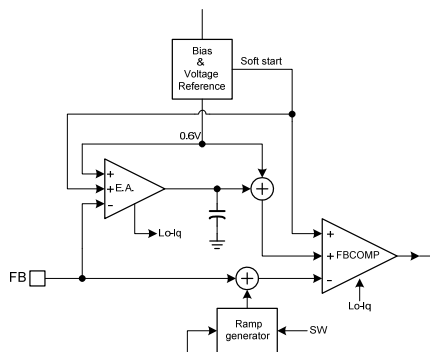 Bias
&
Voltage
Reference
Soft start
0.6V
+
+
-
E.A.
+
Lo-Iq
+
+
-
FBCOMP
FB
+
Lo-Iq
Ramp
generator
SW